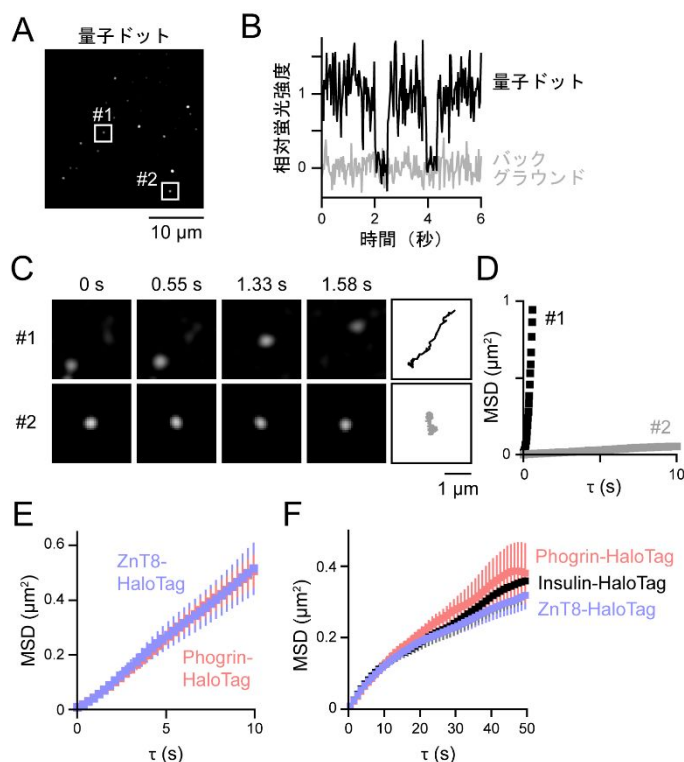 A
量子ドット
#1
#2
10 µm
B
相対蛍光強度
1
0
0 2 4 6
時間（秒）
量子ドット
バック
グラウンド
C
0 s 0.55 s 1.33 s 1.58 s
#1
#2
1 µm
D
MSD (µm²)
1
0
#1
#2
0 10
τ (s)
E
MSD (µm²)
0.6
0.4
0.2
0
ZnT8-
HaloTag
Phogrin-
HaloTag
0 5 10
τ (s)
F
MSD (µm²)
0.4
0.2
0
Phogrin-HaloTag
Insulin-HaloTag
ZnT8-HaloTag
0 10 20 30 40 50
τ (s)